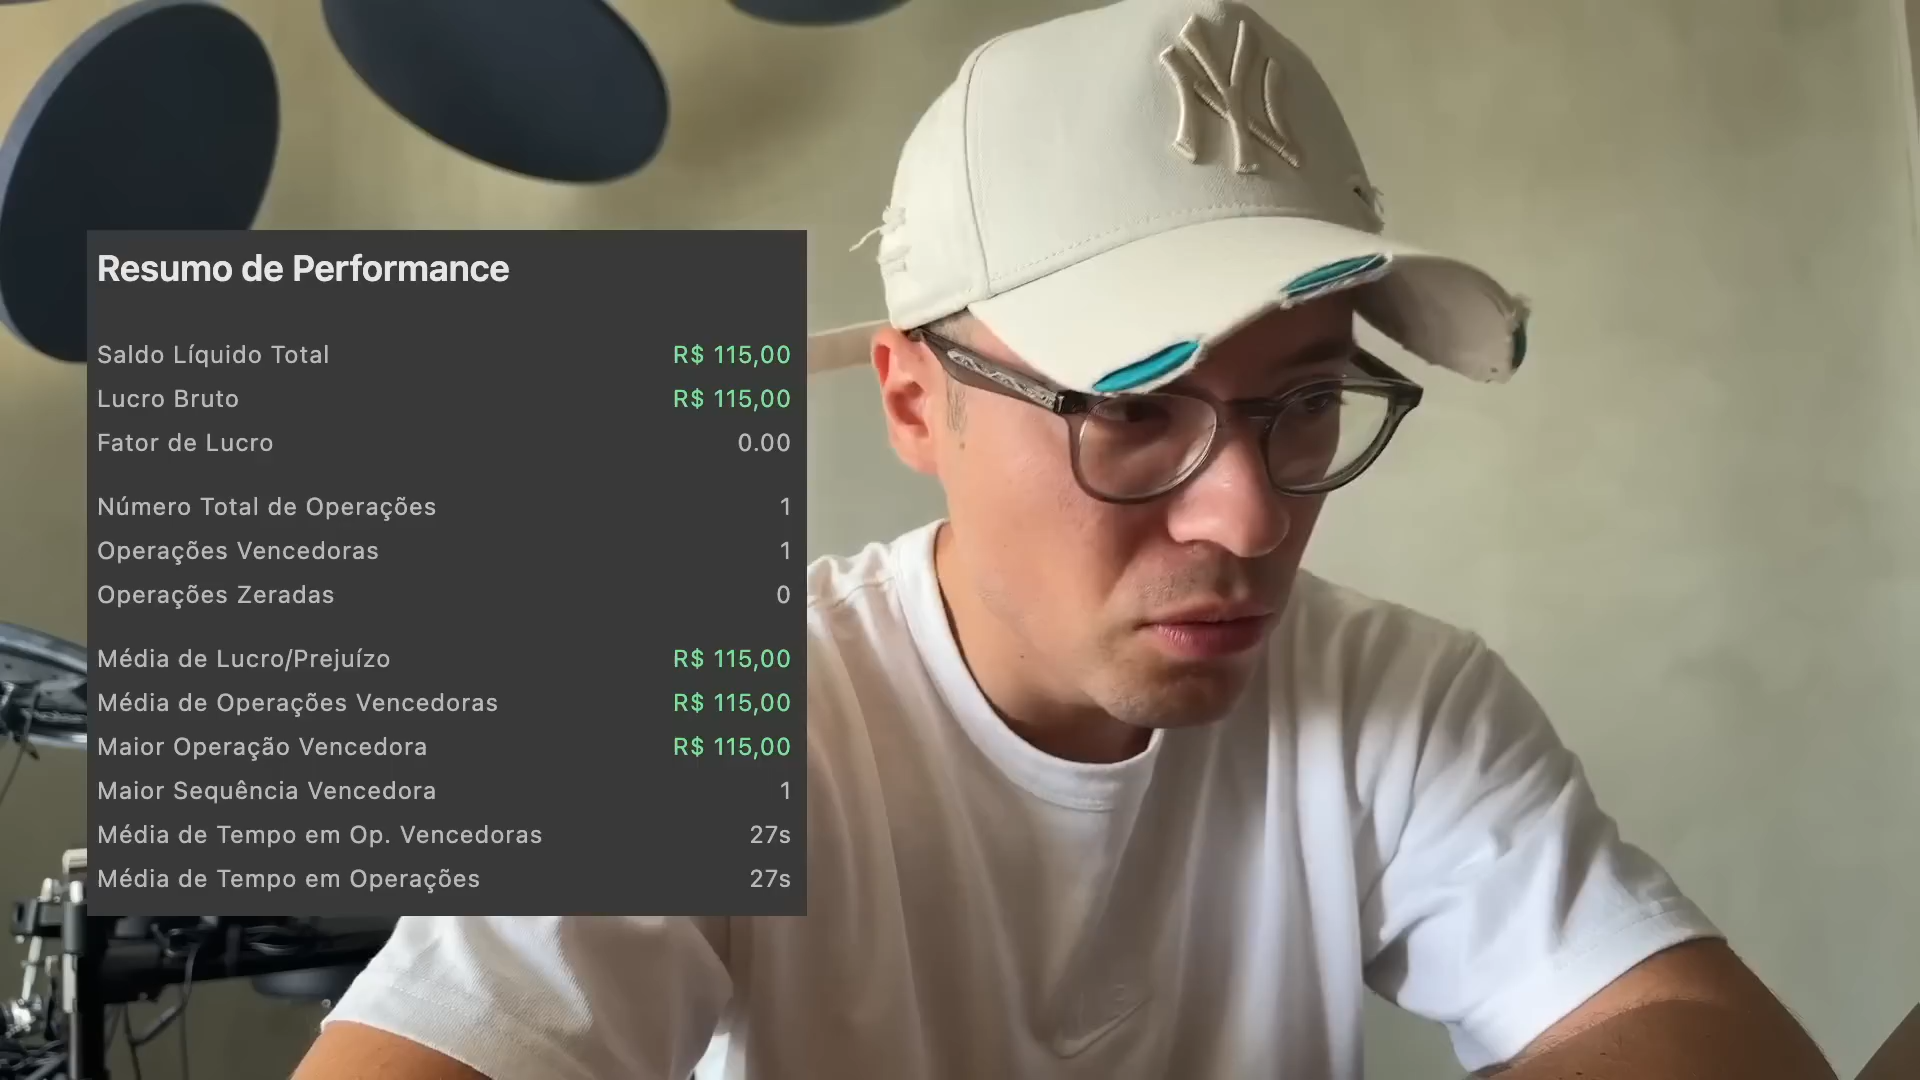 NY
Resumo de Performance
Saldo Líquido Total R$ 115,00
Lucro Bruto R$ 115,00
Fator de Lucro 0.00
Número Total de Operações 1
Operações Vencedoras 1
Operações Zeradas 0
Média de Lucro/Prejuízo R$ 115,00
Média de Operações Vencedoras R$ 115,00
Maior Operação Vencedora R$ 115,00
Maior Sequência Vencedora 1
Média de Tempo em Op. Vencedoras 27s
Média de Tempo em Operações 27s